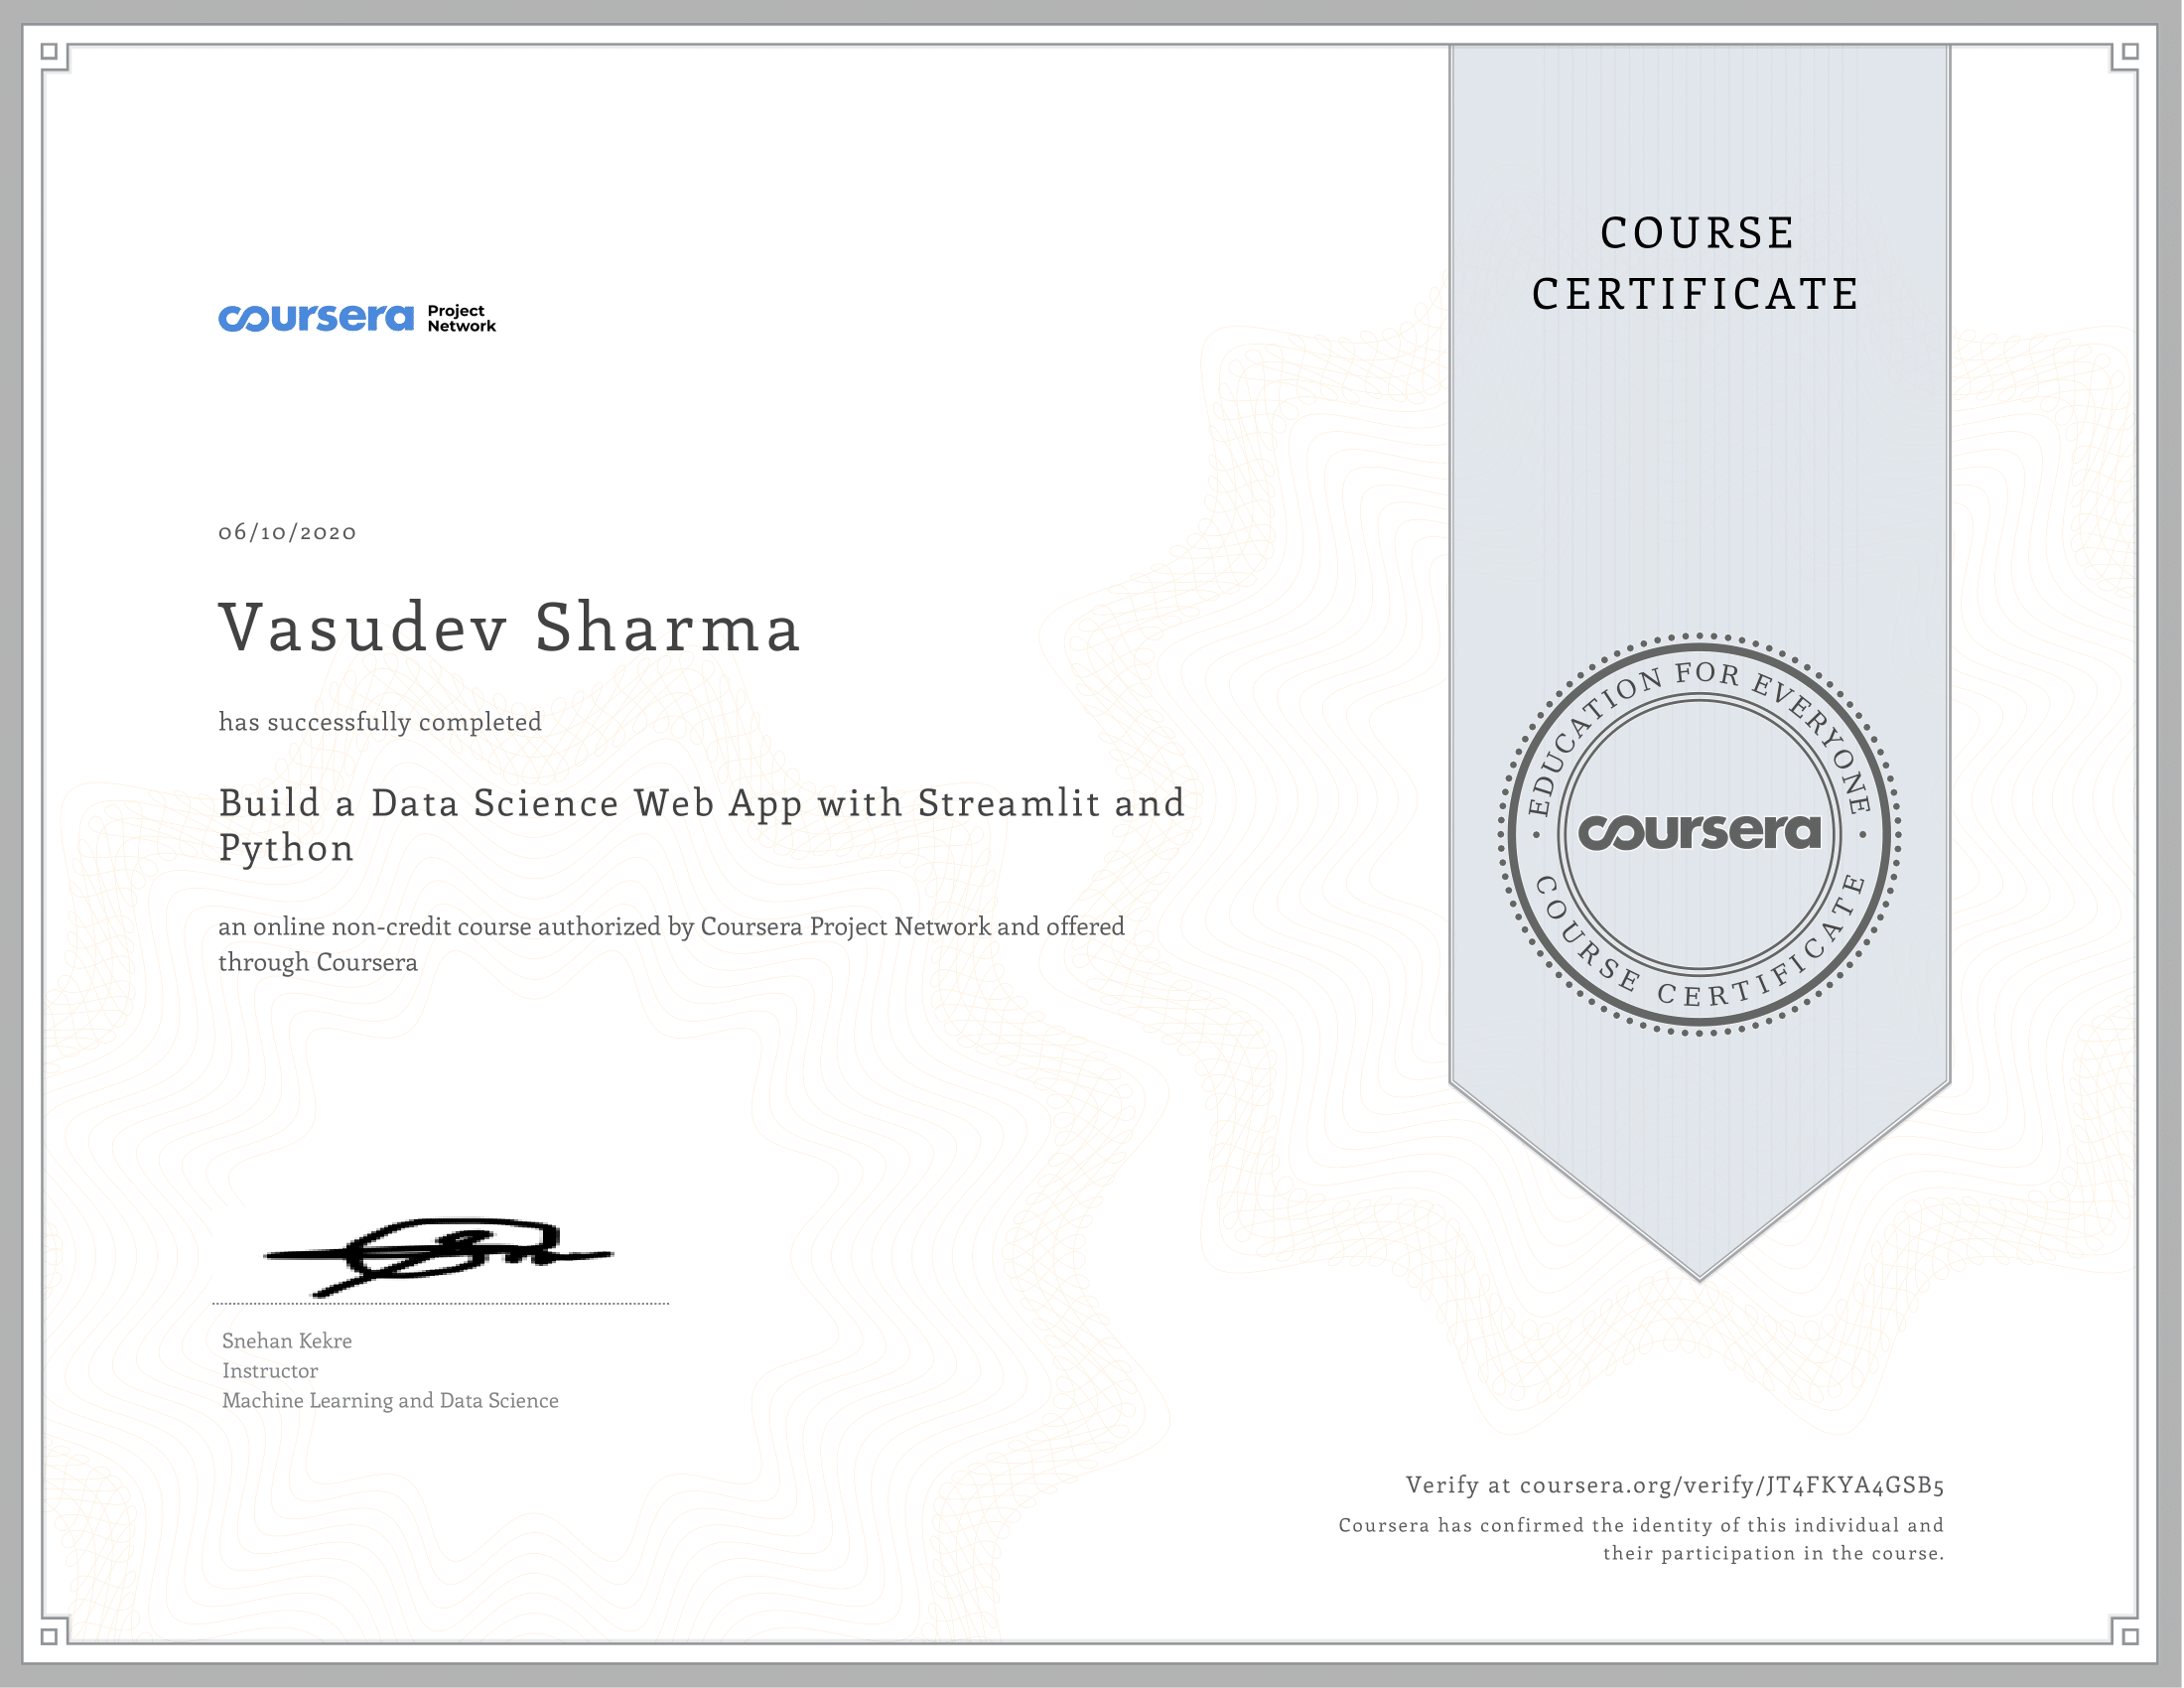 coursera Project Network
06/10/2020
Vasudev Sharma
has successfully completed
Build a Data Science Web App with Streamlit and
Python
an online non-credit course authorized by Coursera Project Network and offered
through Coursera
Snehan Kekre
Instructor
Machine Learning and Data Science
COURSE
CERTIFICATE
EDUCATION FOR EVERYONE
coursera
COURSE CERTIFICATE
Verify at coursera.org/verify/JT4FKYA4GSB5
Coursera has confirmed the identity of this individual and
their participation in the course.